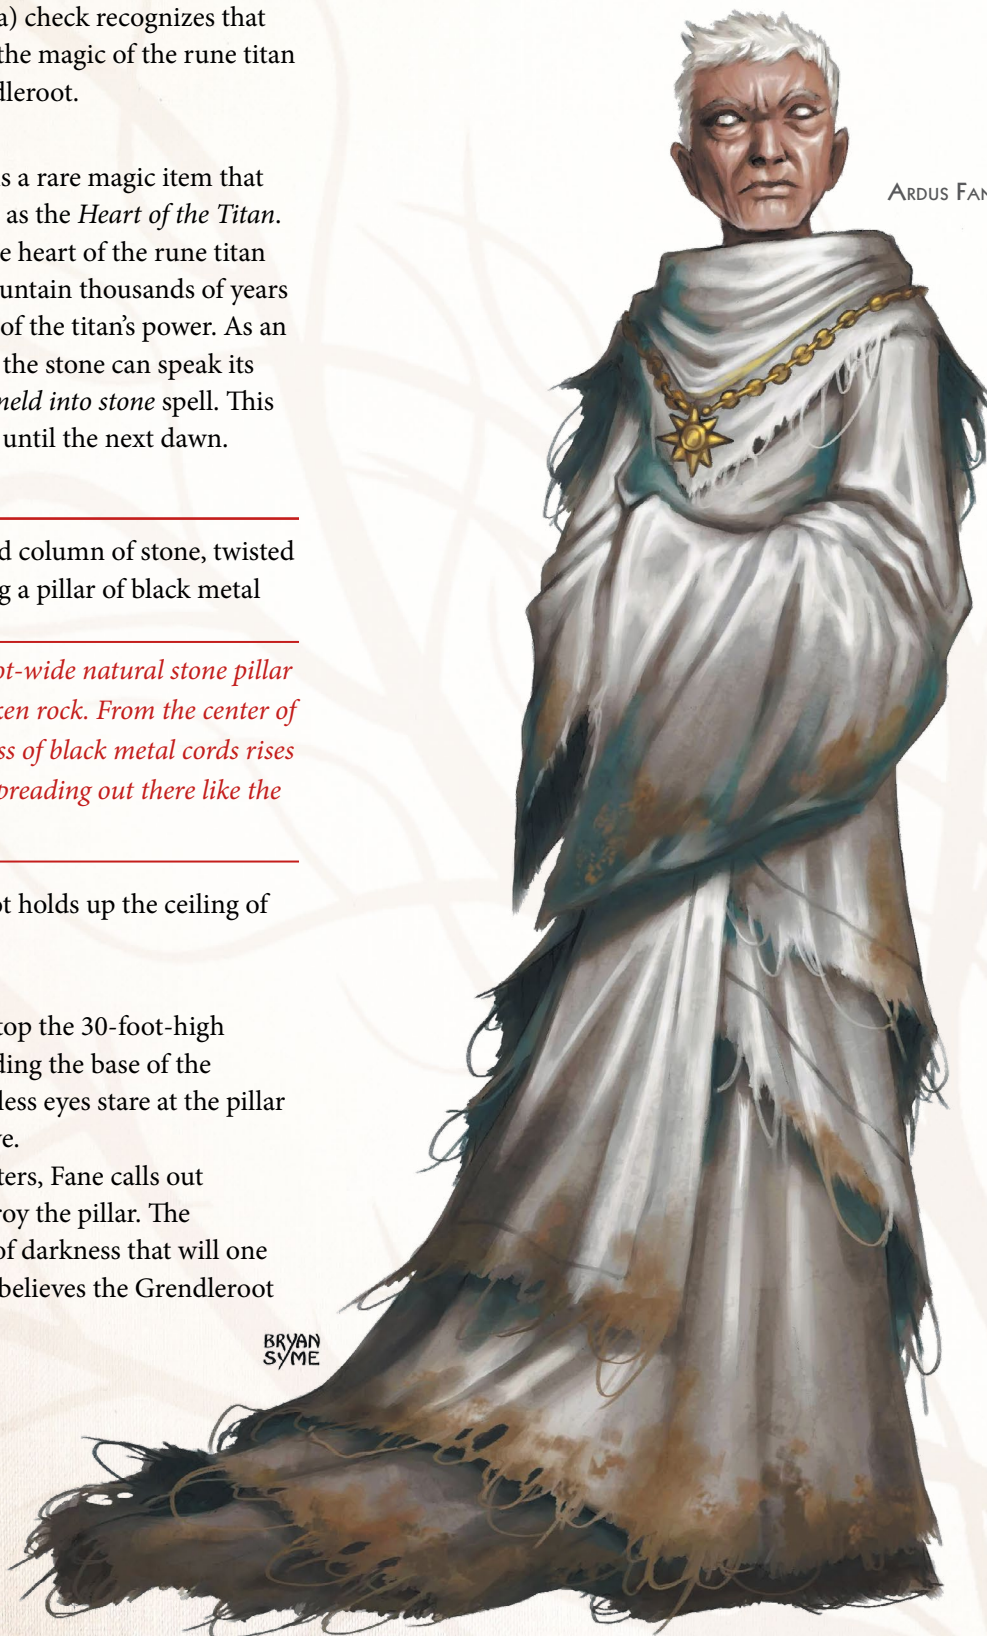 a) check recognizes that
the magic of the rune titan
dleroot.
s a rare magic item that
as the Heart of the Titan.
e heart of the rune titan
untain thousands of years
of the titan’s power. As an
the stone can speak its
meld into stone spell. This
until the next dawn.
d column of stone, twisted
g a pillar of black metal
ot-wide natural stone pillar
ken rock. From the center of
ss of black metal cords rises
preading out there like the
ot holds up the ceiling of
top the 30-foot-high
ding the base of the
less eyes stare at the pillar
ve.
ters, Fane calls out
roy the pillar. The
of darkness that will one
believes the Grendleroot
Ardus Fan
BRYAN
SYME